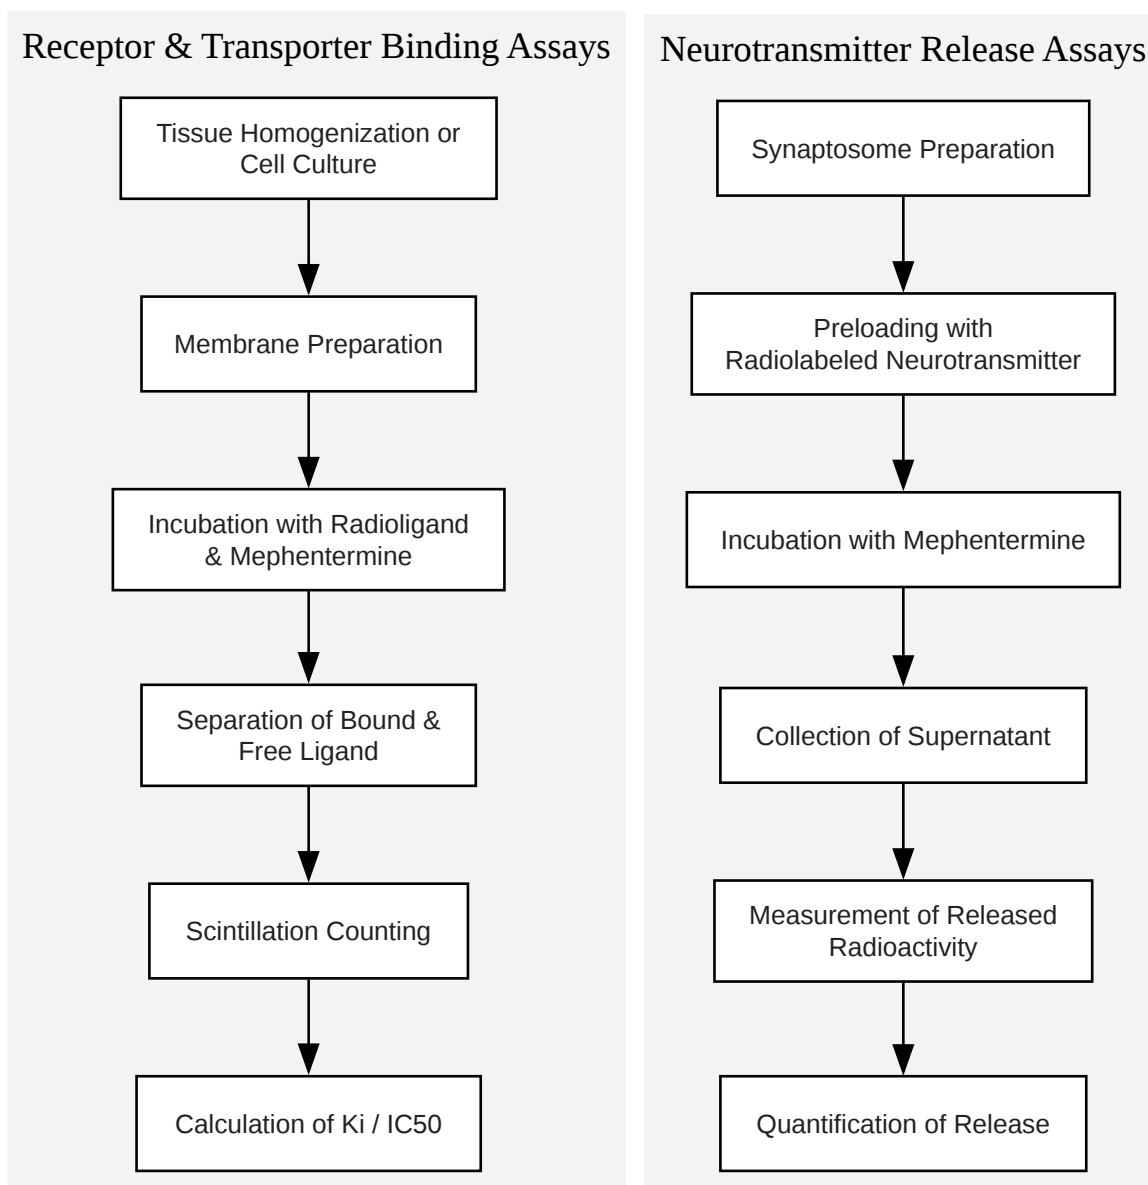 Receptor & Transporter Binding Assays
Tissue Homogenization or
Cell Culture
Membrane Preparation
Incubation with Radioligand
& Mephentermine
Separation of Bound &
Free Ligand
Scintillation Counting
Calculation of Ki / IC50
Neurotransmitter Release Assays
Synaptosome Preparation
Preloading with
Radiolabeled Neurotransmitter
Incubation with Mephentermine
Collection of Supernatant
Measurement of Released
Radioactivity
Quantification of Release